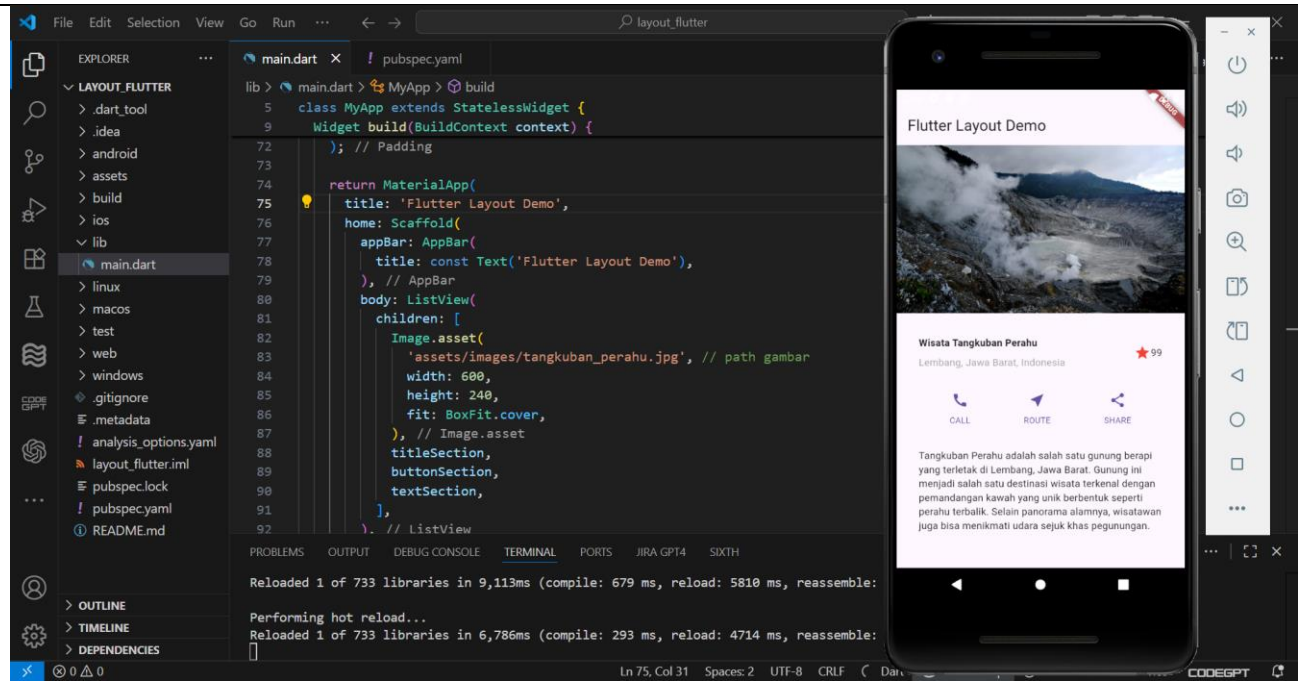 File Edit Selection View Go Run ··· layout_flutter
EXPLORER ···
LAYOUT_FLUTTER
> .dart_tool
> .idea
> android
> assets
> build
> ios
lib
main.dart
> linux
> macos
> test
> web
> windows
.gitignore
.metadata
! analysis_options.yaml
layout_flutter.iml
pubspec.lock
! pubspec.yaml
README.md
> OUTLINE
> TIMELINE
> DEPENDENCIES
CODE
GPT
main.dart × ! pubspec.yaml
lib > main.dart > MyApp > build
5 class MyApp extends StatelessWidget {
9 Widget build(BuildContext context) {
72 ); // Padding
73
74 return MaterialApp(
75 title: 'Flutter Layout Demo',
76 home: Scaffold(
77 appBar: AppBar(
78 title: const Text('Flutter Layout Demo'),
79 ), // AppBar
80 body: ListView(
81 children: [
82 Image.asset(
83 'assets/images/tangkuban_perahu.jpg', // path gambar
84 width: 600,
85 height: 240,
86 fit: BoxFit.cover,
87 ), // Image.asset
88 titleSection,
89 buttonSection,
90 textSection,
91 ],
92 ), // ListView
PROBLEMS OUTPUT DEBUG CONSOLE TERMINAL PORTS JIRA GPT4 SIXTH
Reloaded 1 of 733 libraries in 9,113ms (compile: 679 ms, reload: 5810 ms, reassemble:
Performing hot reload...
Reloaded 1 of 733 libraries in 6,786ms (compile: 293 ms, reload: 4714 ms, reassemble:
0 0 Ln 75, Col 31 Spaces: 2 UTF-8 CRLF { Dart CODEGPT
DEBUG
Flutter Layout Demo
Wisata Tangkuban Perahu
Lembang, Jawa Barat, Indonesia
99
CALL ROUTE SHARE
Tangkuban Perahu adalah salah satu gunung berapi
yang terletak di Lembang, Jawa Barat. Gunung ini
menjadi salah satu destinasi wisata terkenal dengan
pemandangan kawah yang unik berbentuk seperti
perahu terbalik. Selain panorama alamnya, wisatawan
juga bisa menikmati udara sejuk khas pegunungan.